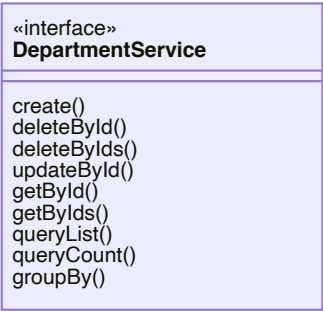 «interface»
DepartmentService
create()
deleteById()
deleteByIds()
updateById()
getById()
getByIds()
queryList()
queryCount()
groupBy()